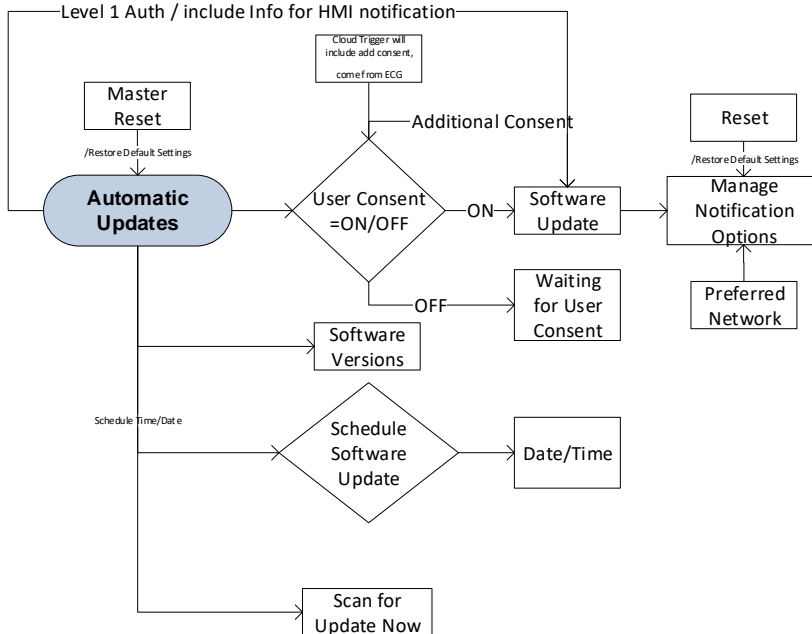 Level 1 Auth / include Info for HMI notification
Cloud Trigger will
include add consent,
come from ECG
Master
Reset
/Restore Default Settings
Additional Consent
Reset
/Restore Default Settings
Automatic
Updates
User Consent
=ON/OFF
ON
Software
Update
Manage
Notification
Options
OFF
Waiting
for User
Consent
Preferred
Network
Software
Versions
Schedule Time/Date
Schedule
Software
Update
Date/Time
Scan for
Update Now